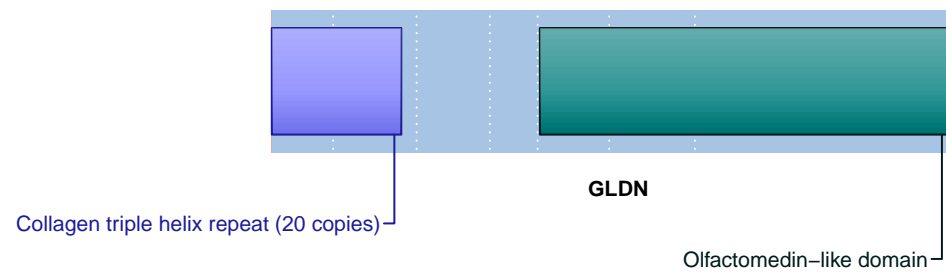 GLDN
Collagen triple helix repeat (20 copies)
Olfactomedin−like domain